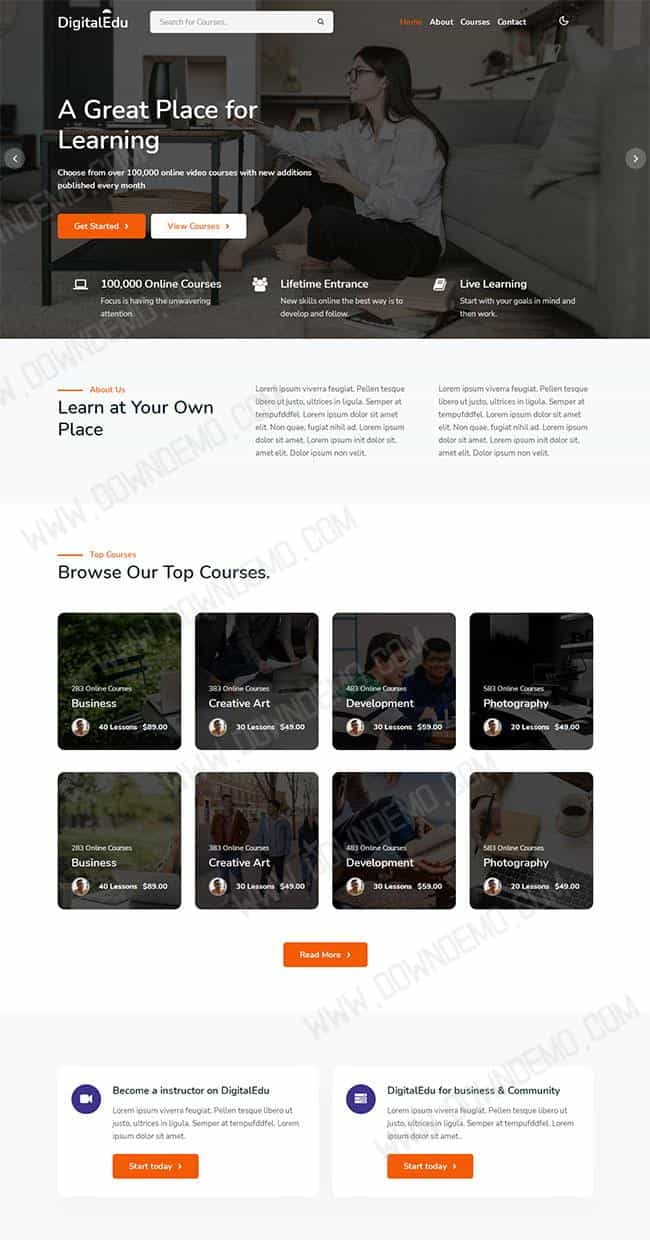 DigitalEdu
Search for Courses..
Home About Courses Contact
A Great Place for
Learning
Choose from over 100,000 online video courses with new additions
published every month
Get Started
View Courses
100,000 Online Courses
Focus is having the unwavering
attention.
Lifetime Entrance
New skills online the best way is to
develop and follow.
Live Learning
Start with your goals in mind and
then work.
About Us
Learn at Your Own
Place
Lorem ipsum viverra feugiat. Pellen tesque
libero ut justo, ultrices in ligula. Semper at
tempufddfel. Lorem ipsum dolor sit amet
elit. Non quae, fugiat nihil ad. Lorem ipsum
dolor sit amet. Lorem ipsum init dolor sit,
amet elit. Dolor ipsum non velit.
Lorem ipsum viverra feugiat. Pellen tesque
libero ut justo, ultrices in ligula. Semper at
tempufddfel. Lorem ipsum dolor sit amet
elit. Non quae, fugiat nihil ad. Lorem ipsum
dolor sit amet. Lorem ipsum init dolor sit,
amet elit. Dolor ipsum non velit.
Top Courses
Browse Our Top Courses.
283 Online Courses
Business
40 Lessons $89.00
383 Online Courses
Creative Art
30 Lessons $49.00
483 Online Courses
Development
30 Lessons $59.00
583 Online Courses
Photography
20 Lessons $49.00
283 Online Courses
Business
40 Lessons $89.00
383 Online Courses
Creative Art
30 Lessons $49.00
483 Online Courses
Development
30 Lessons $59.00
583 Online Courses
Photography
20 Lessons $49.00
Read More
Become a instructor on DigitalEdu
Lorem ipsum viverra feugiat. Pellen tesque libero ut
justo, ultrices in ligula. Semper at tempufddfel. Lorem
ipsum dolor sit amet.
Start today
DigitalEdu for business & Community
Lorem ipsum viverra feugiat. Pellen tesque libero ut
justo, ultrices in ligula. Semper at tempufddfel. Lorem
ipsum dolor sit amet..
Start today
WWW.DOWNDEMO.COM